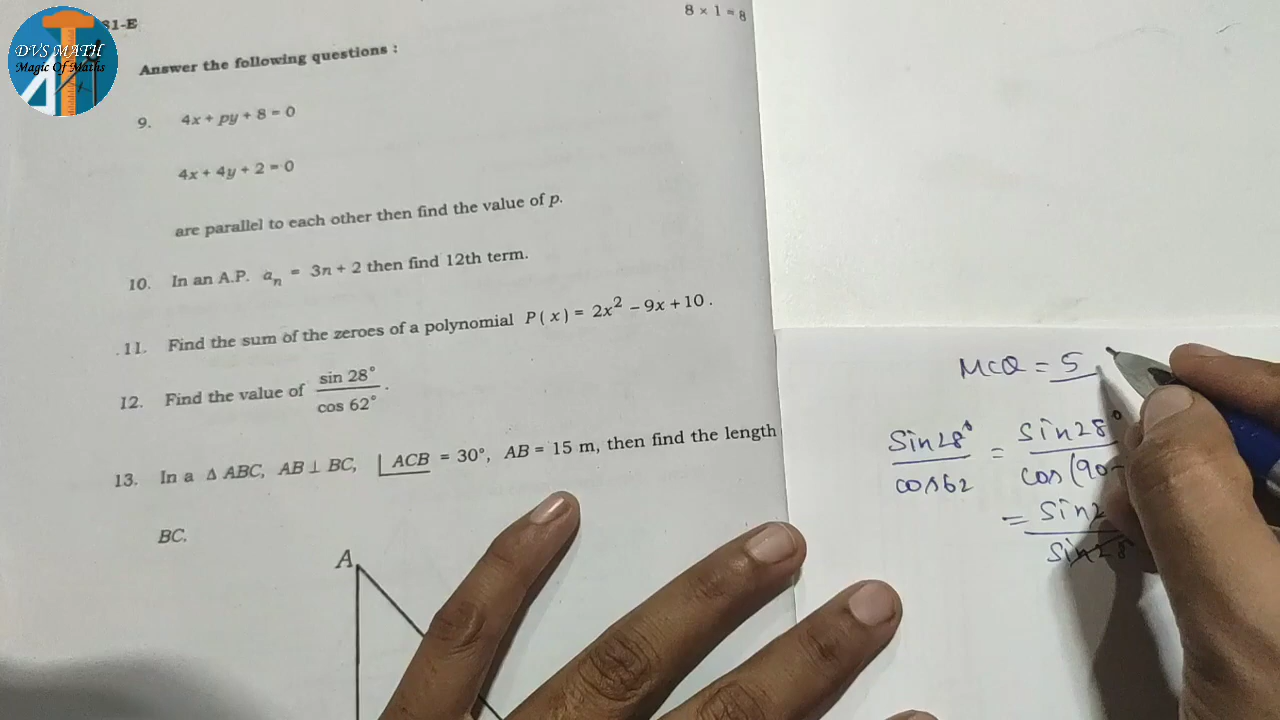 DVS MATH
Magic Of Maths
81-E
8 × 1 = 8
Answer the following questions :
9. 4x + py + 8 = 0
4x + 4y + 2 = 0
are parallel to each other then find the value of p.
10. In an A.P. aₙ = 3n + 2 then find 12th term.
11. Find the sum of the zeroes of a polynomial P ( x ) = 2x² – 9x + 10 .
12. Find the value of sin 28° / cos 62° .
13. In a Δ ABC, AB ⊥ BC, ∠ACB = 30°, AB = 15 m, then find the length
BC.
A
MCQ = 5
Sin28° / cos62 = Sin28° / cos(90-
= Sin2 / sin28